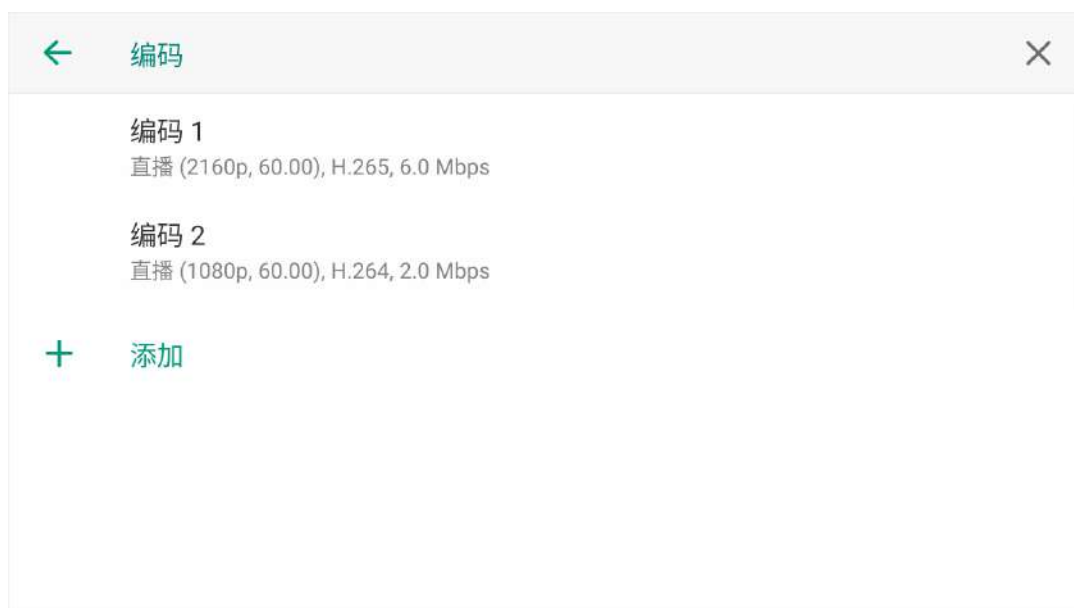 编码
编码 1
直播 (2160p, 60.00), H.265, 6.0 Mbps
编码 2
直播 (1080p, 60.00), H.264, 2.0 Mbps
添加